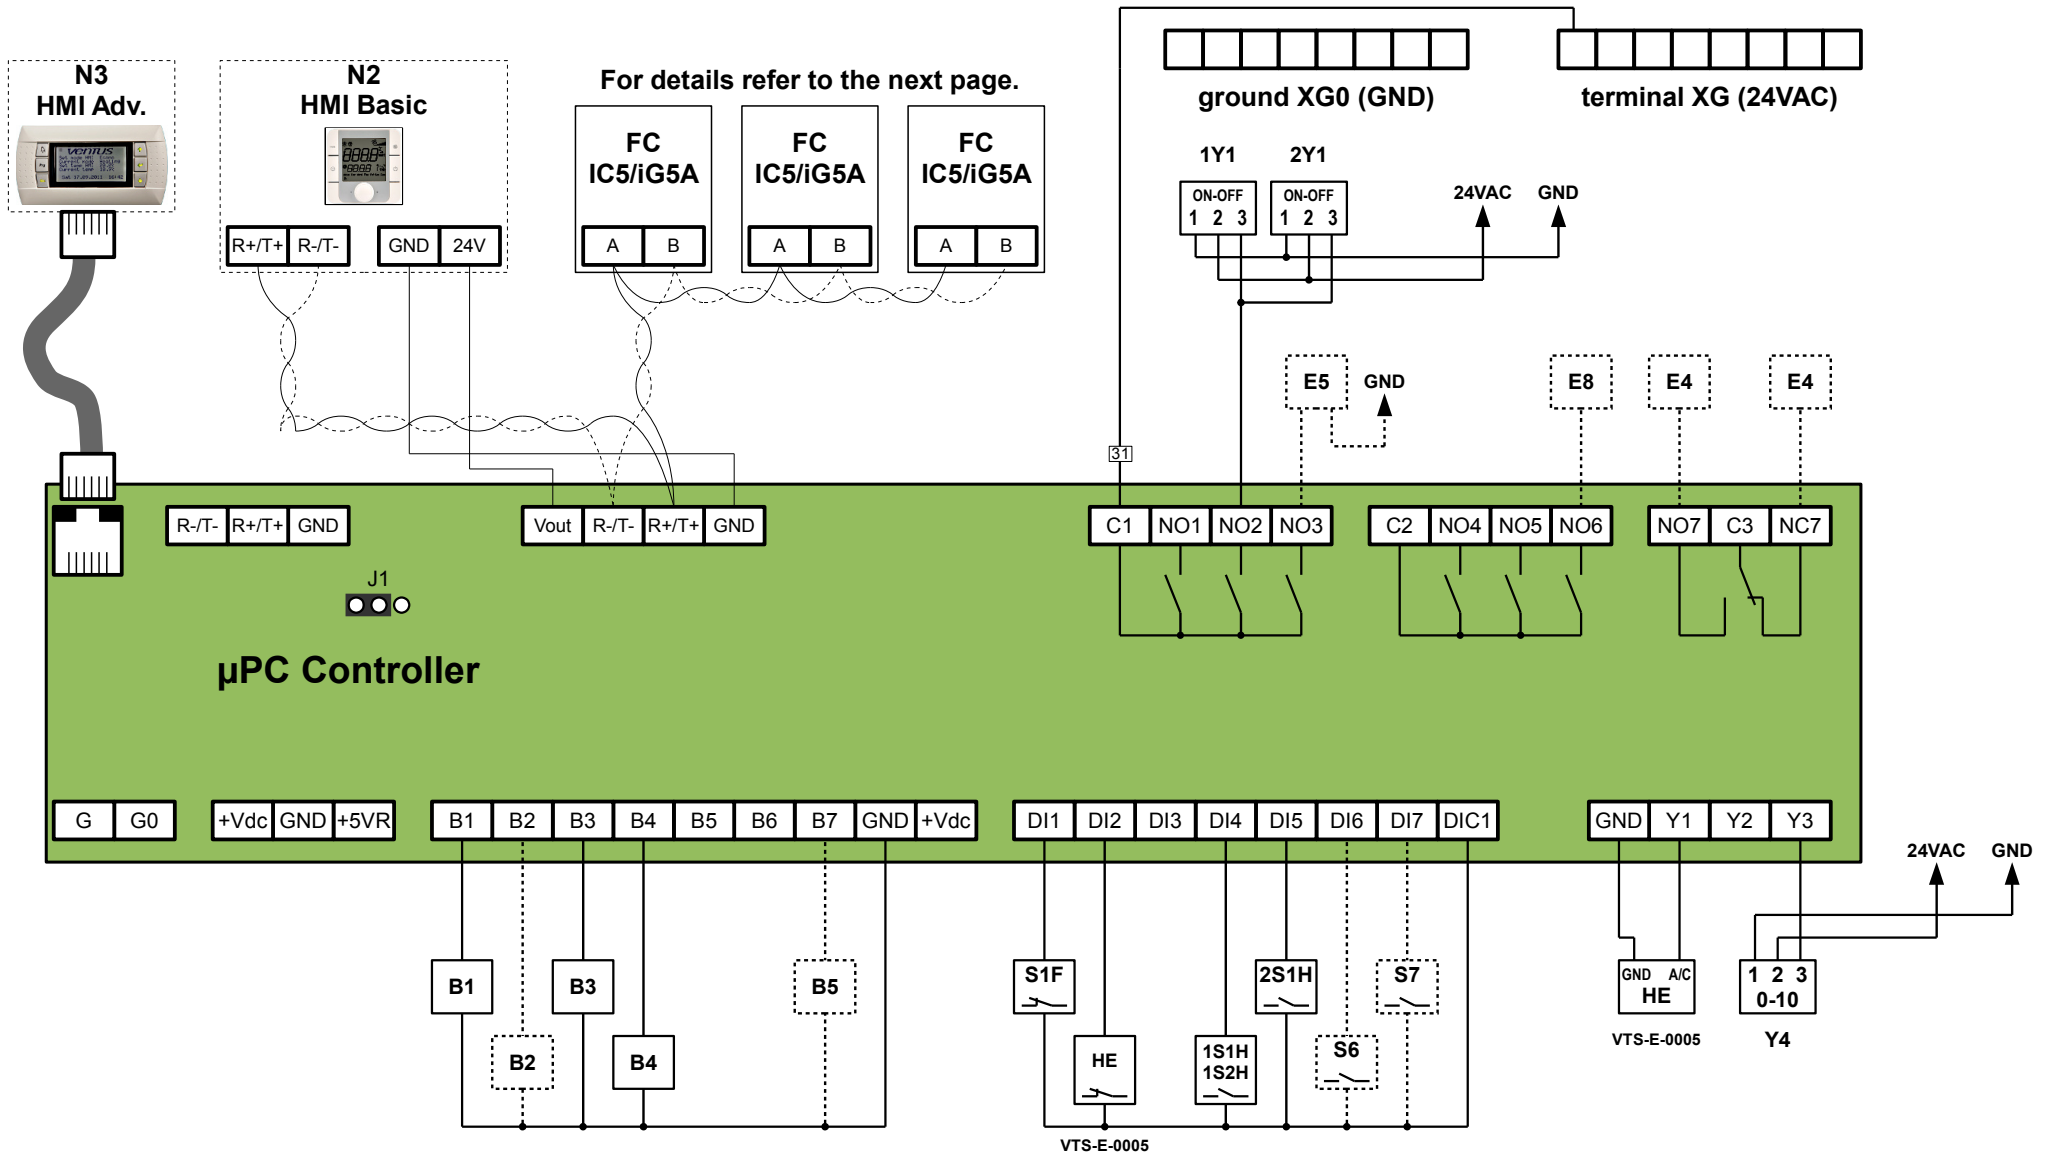 N3
HMI Adv.
VENTUS
N2
HMI Basic
R+/T+ R-/T- GND 24V
For details refer to the next page.
FC
IC5/iG5A
A B
FC
IC5/iG5A
A B
FC
IC5/iG5A
A B
ground XG0 (GND)
terminal XG (24VAC)
1Y1 2Y1
ON-OFF
1 2 3
ON-OFF
1 2 3
24VAC GND
E5 GND E8 E4 E4
31
R-/T- R+/T+ GND
Vout R-/T- R+/T+ GND
C1 NO1 NO2 NO3
C2 NO4 NO5 NO6
NO7 C3 NC7
J1
µPC Controller
G G0
+Vdc GND +5VR
B1 B2 B3 B4 B5 B6 B7 GND +Vdc
DI1 DI2 DI3 DI4 DI5 DI6 DI7 DIC1
GND Y1 Y2 Y3
24VAC GND
B1 B3 B5
B2 B4
S1F 2S1H S7
HE
1S1H
1S2H
S6
VTS-E-0005
GND A/C
HE
VTS-E-0005
1 2 3
0-10
Y4